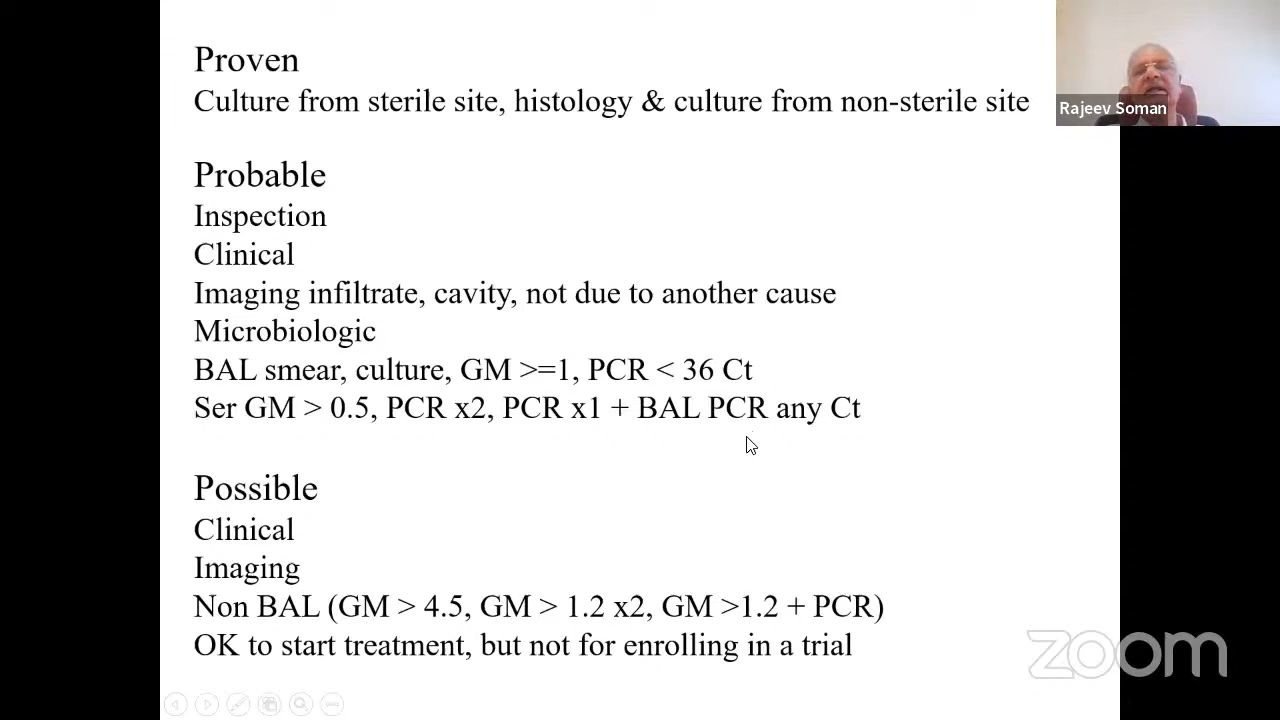 Proven
Culture from sterile site, histology & culture from non-sterile site
Rajeev Soman
Probable
Inspection
Clinical
Imaging infiltrate, cavity, not due to another cause
Microbiologic
BAL smear, culture, GM >=1, PCR < 36 Ct
Ser GM > 0.5, PCR x2, PCR x1 + BAL PCR any Ct
Possible
Clinical
Imaging
Non BAL (GM > 4.5, GM > 1.2 x2, GM >1.2 + PCR)
OK to start treatment, but not for enrolling in a trial
zoom